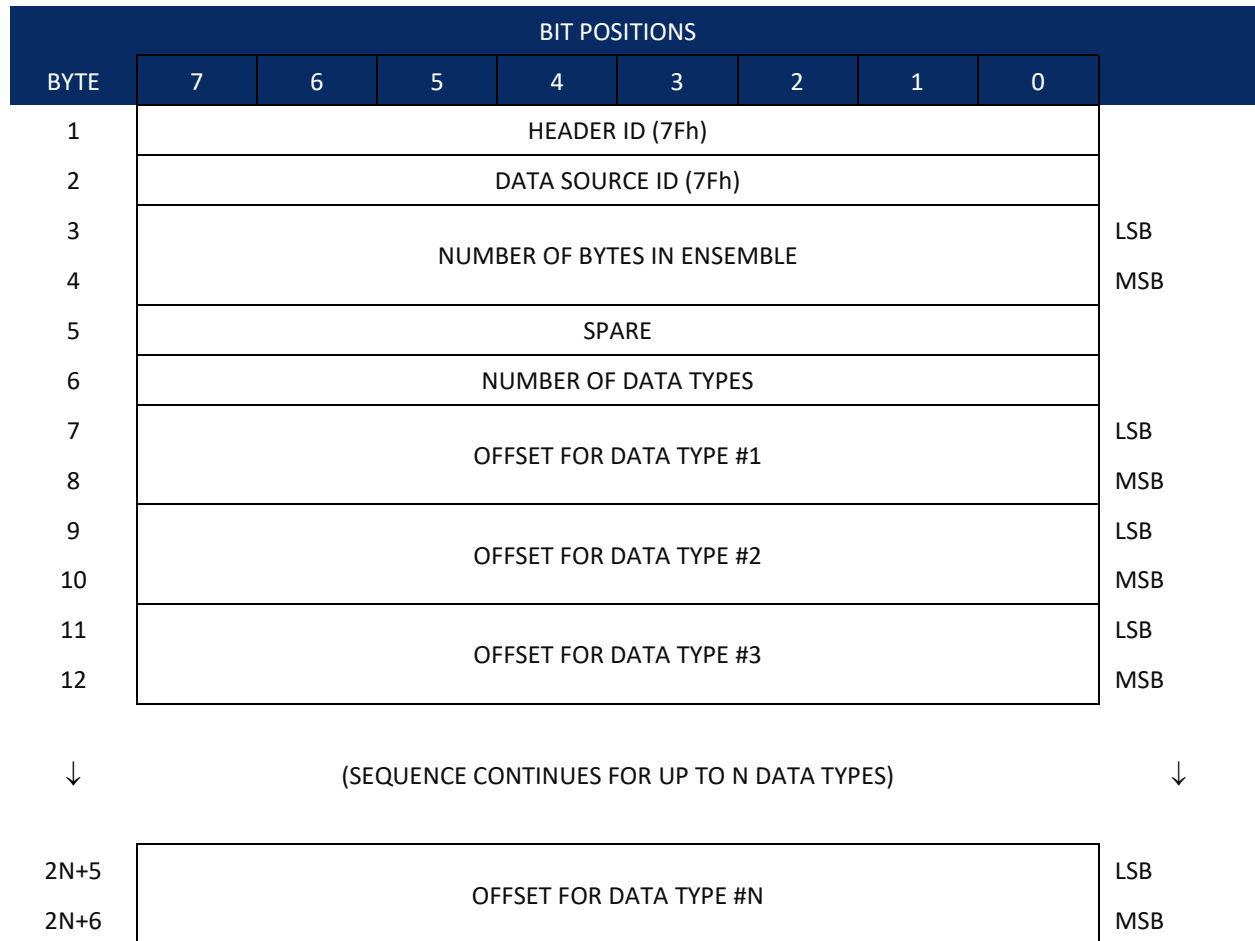 BIT POSITIONS
BYTE 7 6 5 4 3 2 1 0
1 HEADER ID (7Fh)
2 DATA SOURCE ID (7Fh)
3 LSB
NUMBER OF BYTES IN ENSEMBLE
4 MSB
5 SPARE
6 NUMBER OF DATA TYPES
7 LSB
OFFSET FOR DATA TYPE #1
8 MSB
9 LSB
OFFSET FOR DATA TYPE #2
10 MSB
11 LSB
OFFSET FOR DATA TYPE #3
12 MSB
↓ (SEQUENCE CONTINUES FOR UP TO N DATA TYPES) ↓
2N+5 LSB
OFFSET FOR DATA TYPE #N
2N+6 MSB